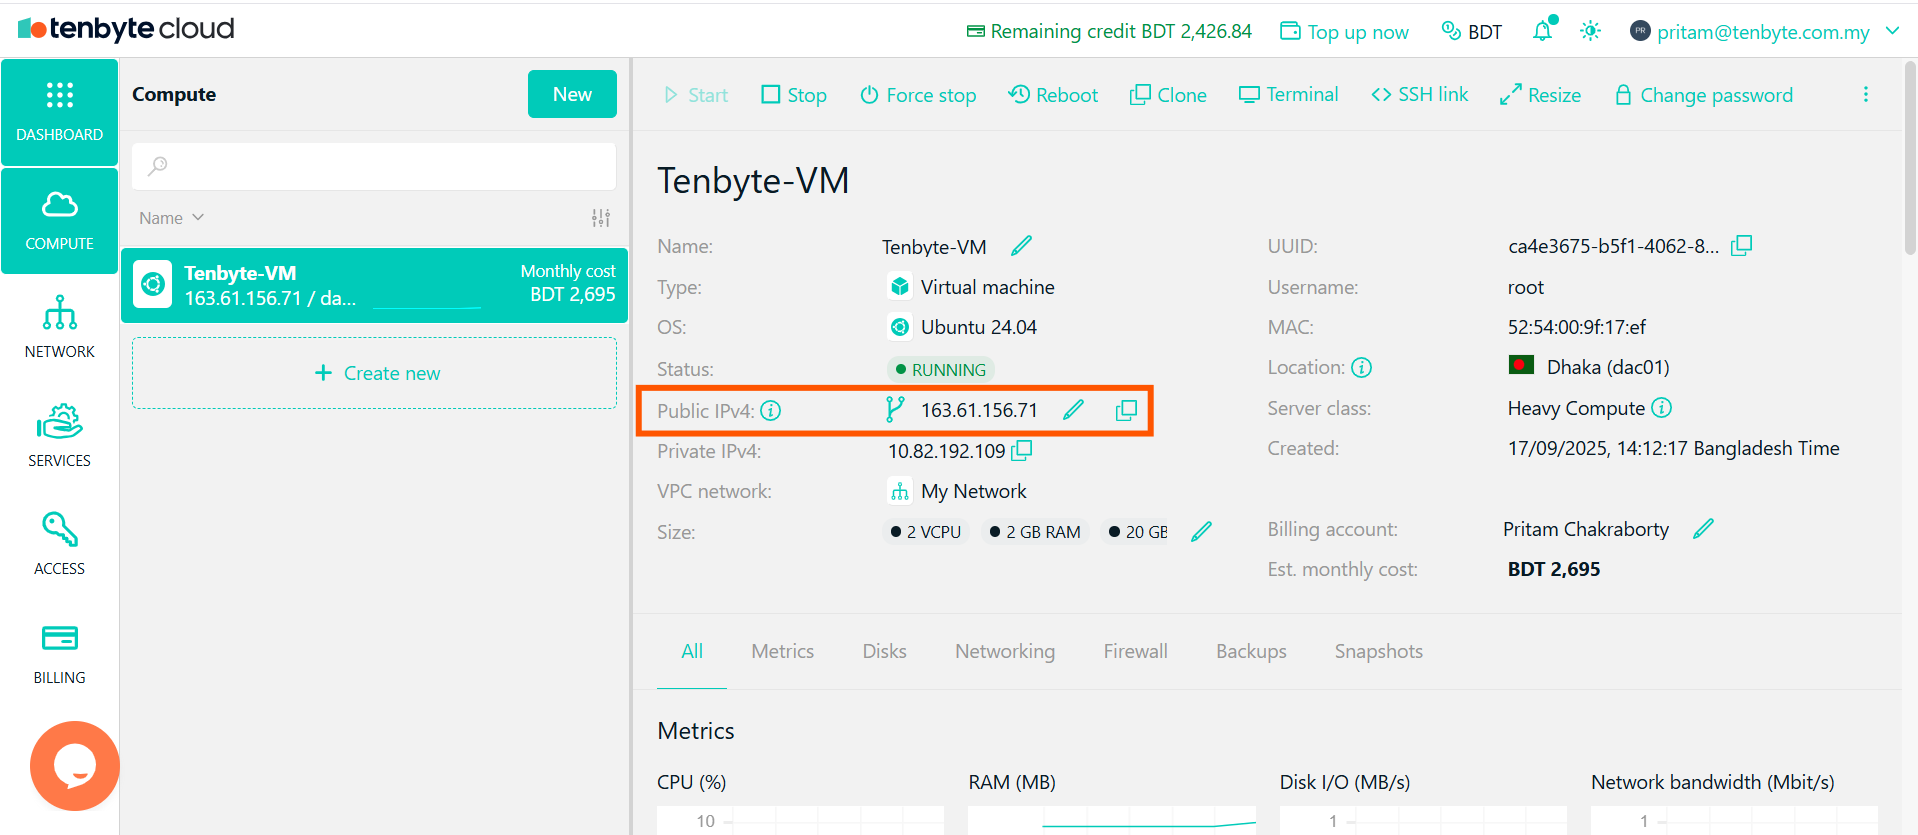 tenbyte cloud
Remaining credit BDT 2,426.84
Top up now
BDT
PR
pritam@tenbyte.com.my
DASHBOARD
COMPUTE
NETWORK
SERVICES
ACCESS
BILLING
Compute
New
Name
Tenbyte-VM
163.61.156.71 / da...
Monthly cost
BDT 2,695
+ Create new
Start
Stop
Force stop
Reboot
Clone
Terminal
SSH link
Resize
Change password
Tenbyte-VM
Name: Tenbyte-VM
Type: Virtual machine
OS: Ubuntu 24.04
Status: RUNNING
Public IPv4: 163.61.156.71
Private IPv4: 10.82.192.109
VPC network: My Network
Size: 2 VCPU 2 GB RAM 20 GB
UUID: ca4e3675-b5f1-4062-8...
Username: root
MAC: 52:54:00:9f:17:ef
Location: Dhaka (dac01)
Server class: Heavy Compute
Created: 17/09/2025, 14:12:17 Bangladesh Time
Billing account: Pritam Chakraborty
Est. monthly cost: BDT 2,695
All
Metrics
Disks
Networking
Firewall
Backups
Snapshots
Metrics
CPU (%)
10
RAM (MB)
Disk I/O (MB/s)
1
Network bandwidth (Mbit/s)
1